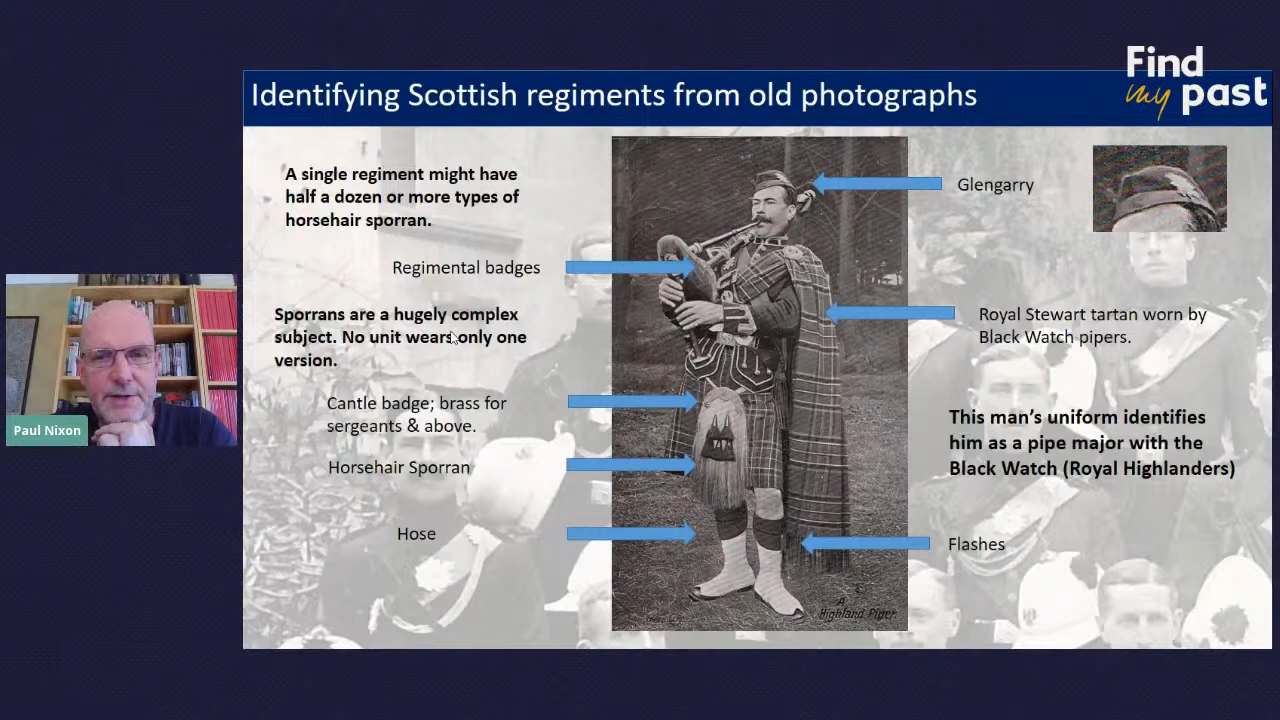 Find
my past
Identifying Scottish regiments from old photographs
A single regiment might have
half a dozen or more types of
horsehair sporran.
Regimental badges
Sporrans are a hugely complex
subject. No unit wears only one
version.
Cantle badge; brass for
sergeants & above.
Horsehair Sporran
Hose
Glengarry
Royal Stewart tartan worn by
Black Watch pipers.
This man's uniform identifies
him as a pipe major with the
Black Watch (Royal Highlanders)
Flashes
A
Highland Piper.
Paul Nixon